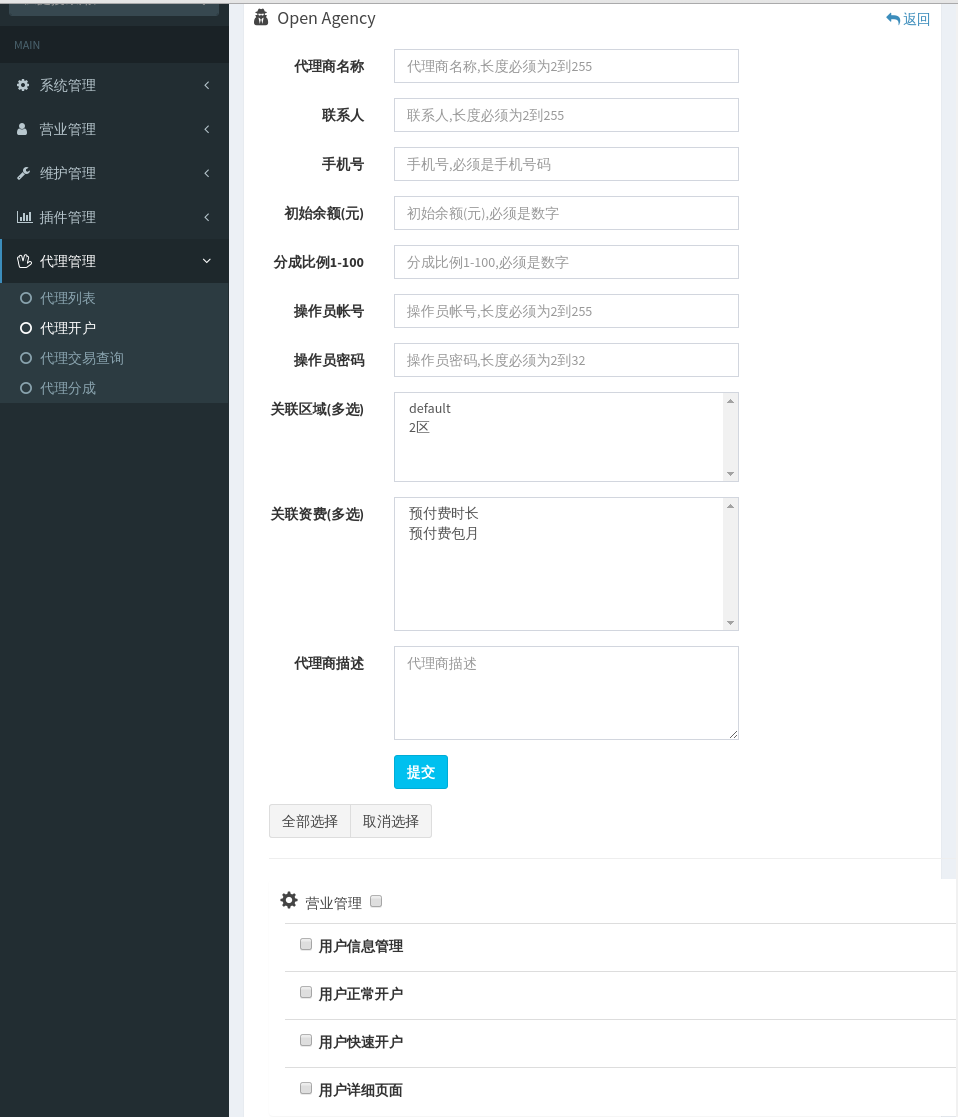 MAIN
系统管理
营业管理
维护管理
插件管理
代理管理
代理列表
代理开户
代理交易查询
代理分成
Open Agency
返回
代理商名称
代理商名称,长度必须为2到255
联系人
联系人,长度必须为2到255
手机号
手机号,必须是手机号码
初始余额(元)
初始余额(元),必须是数字
分成比例1-100
分成比例1-100,必须是数字
操作员帐号
操作员帐号,长度必须为2到255
操作员密码
操作员密码,长度必须为2到32
关联区域(多选)
default
2区
关联资费(多选)
预付费时长
预付费包月
代理商描述
代理商描述
提交
全部选择
取消选择
营业管理
用户信息管理
用户正常开户
用户快速开户
用户详细页面